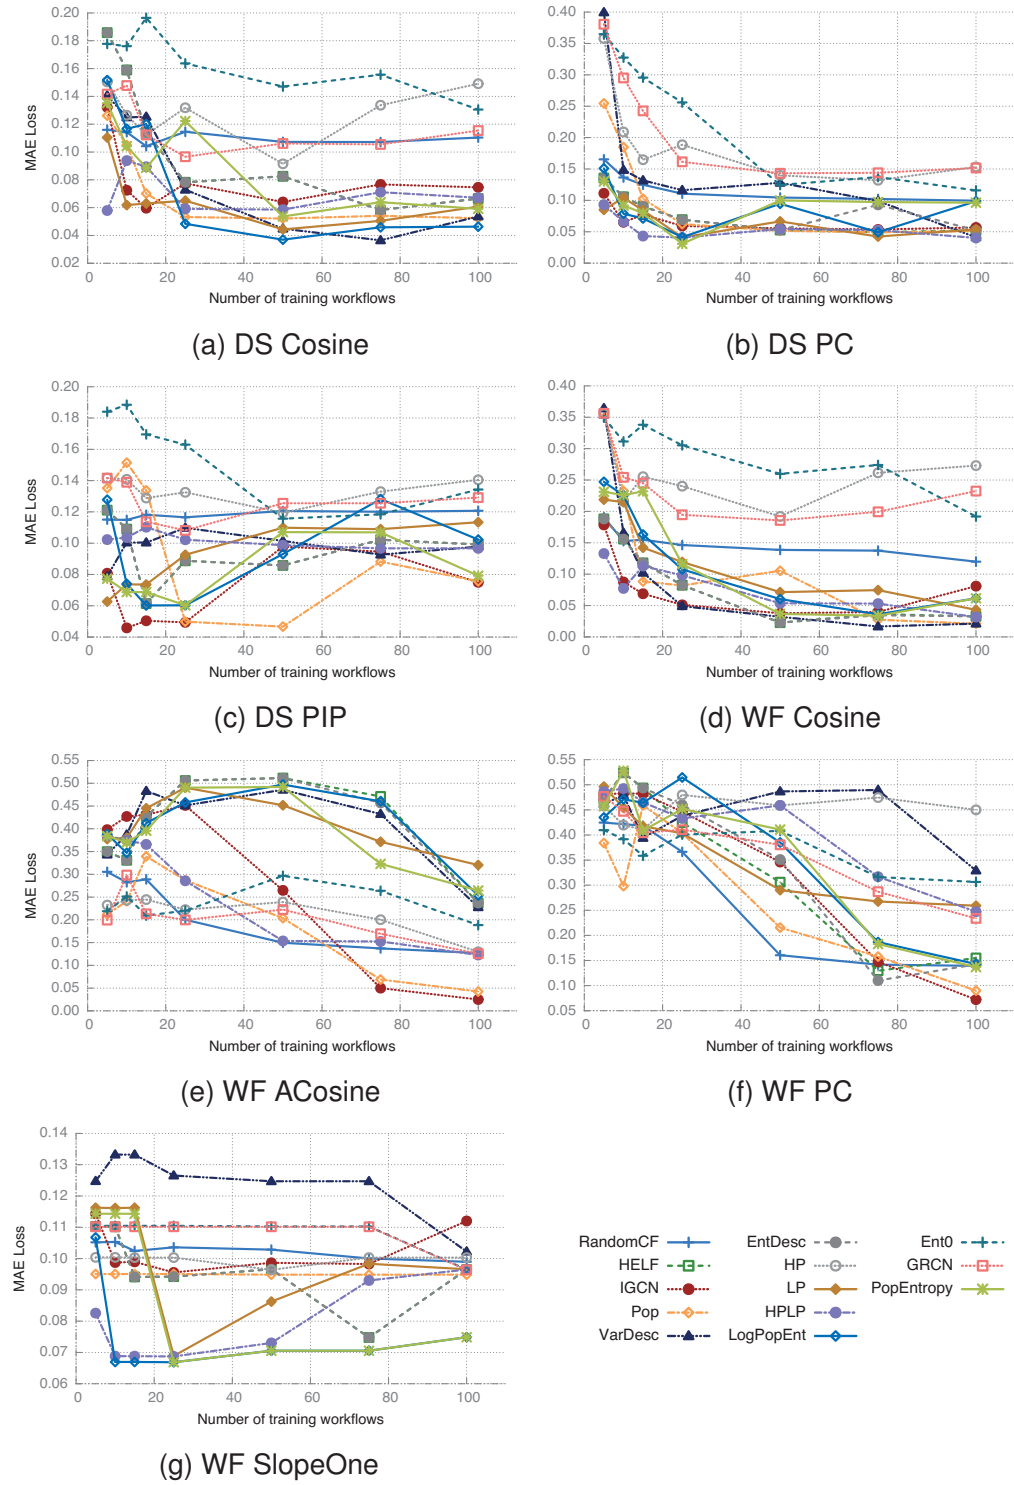 0.20
0.18
0.16
0.14
0.12
0.10
0.08
0.06
0.04
0.02
MAE Loss
0 20 40 60 80 100
Number of training workflows
(a) DS Cosine
0.40
0.35
0.30
0.25
0.20
0.15
0.10
0.05
0.00
0 20 40 60 80 100
Number of training workflows
(b) DS PC
0.20
0.18
0.16
0.14
0.12
0.10
0.08
0.06
0.04
MAE Loss
0 20 40 60 80 100
Number of training workflows
(c) DS PIP
0.40
0.35
0.30
0.25
0.20
0.15
0.10
0.05
0.00
0 20 40 60 80 100
Number of training workflows
(d) WF Cosine
0.55
0.50
0.45
0.40
0.35
0.30
0.25
0.20
0.15
0.10
0.05
0.00
MAE Loss
0 20 40 60 80 100
Number of training workflows
(e) WF ACosine
0.55
0.50
0.45
0.40
0.35
0.30
0.25
0.20
0.15
0.10
0.05
0 20 40 60 80 100
Number of training workflows
(f) WF PC
0.14
0.13
0.12
0.11
0.10
0.09
0.08
0.07
0.06
MAE Loss
0 20 40 60 80 100
Number of training workflows
(g) WF SlopeOne
RandomCF EntDesc Ent0
HELF HP GRCN
IGCN LP PopEntropy
Pop HPLP
VarDesc LogPopEnt